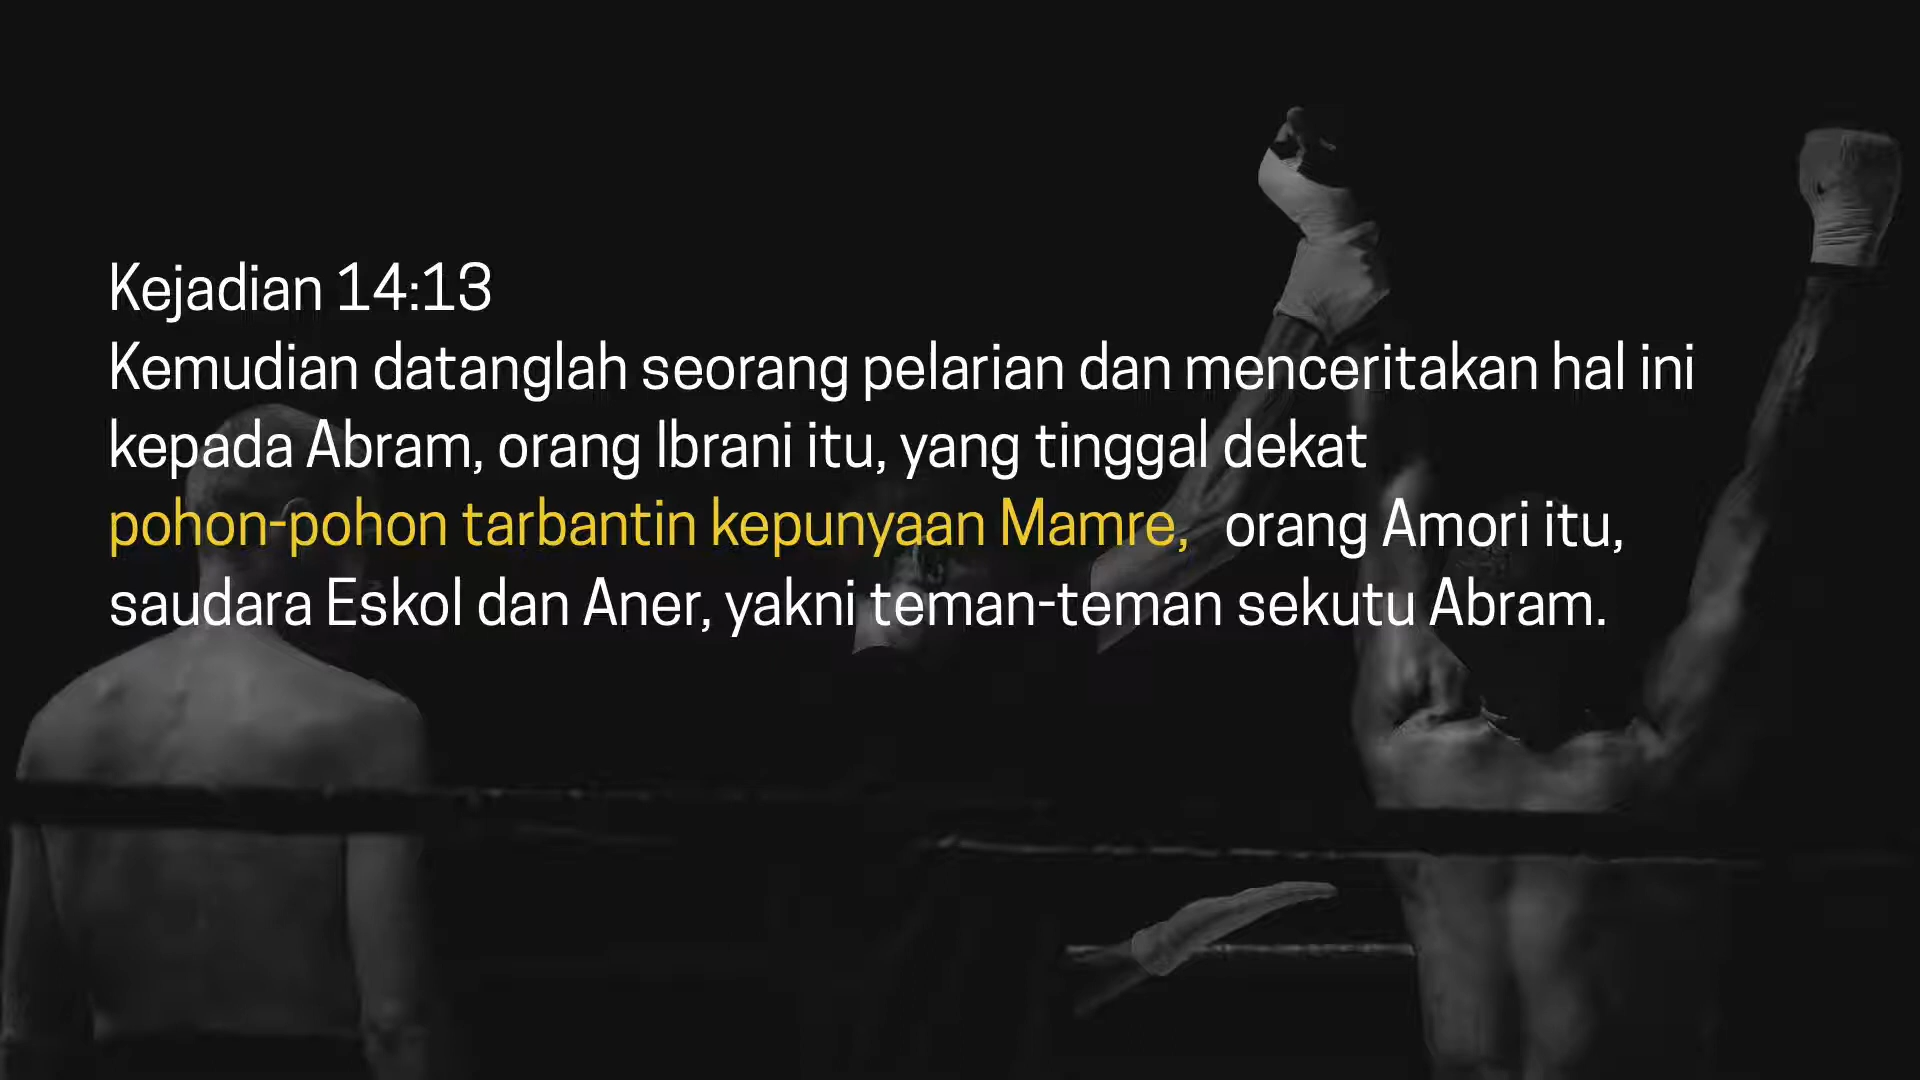 Kejadian 14:13
Kemudian datanglah seorang pelarian dan menceritakan hal ini
kepada Abram, orang Ibrani itu, yang tinggal dekat
pohon-pohon tarbantin kepunyaan Mamre, orang Amori itu,
saudara Eskol dan Aner, yakni teman-teman sekutu Abram.